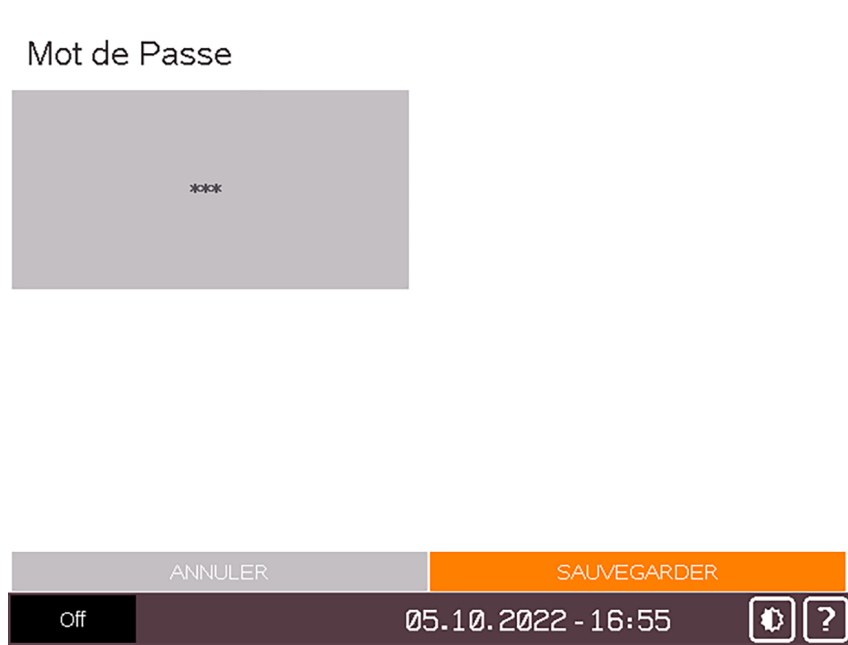 Mot de Passe
***
ANNULER SAUVEGARDER
Off 05.10.2022 - 16:55 ?